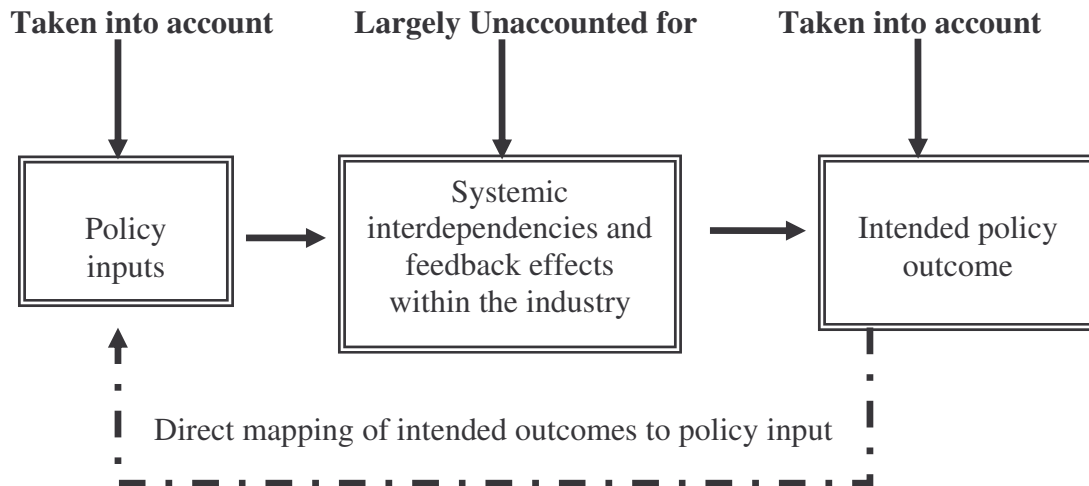 Taken into account
Largely Unaccounted for
Taken into account
Policy
inputs
Systemic
interdependencies and
feedback effects
within the industry
Intended policy
outcome
Direct mapping of intended outcomes to policy input